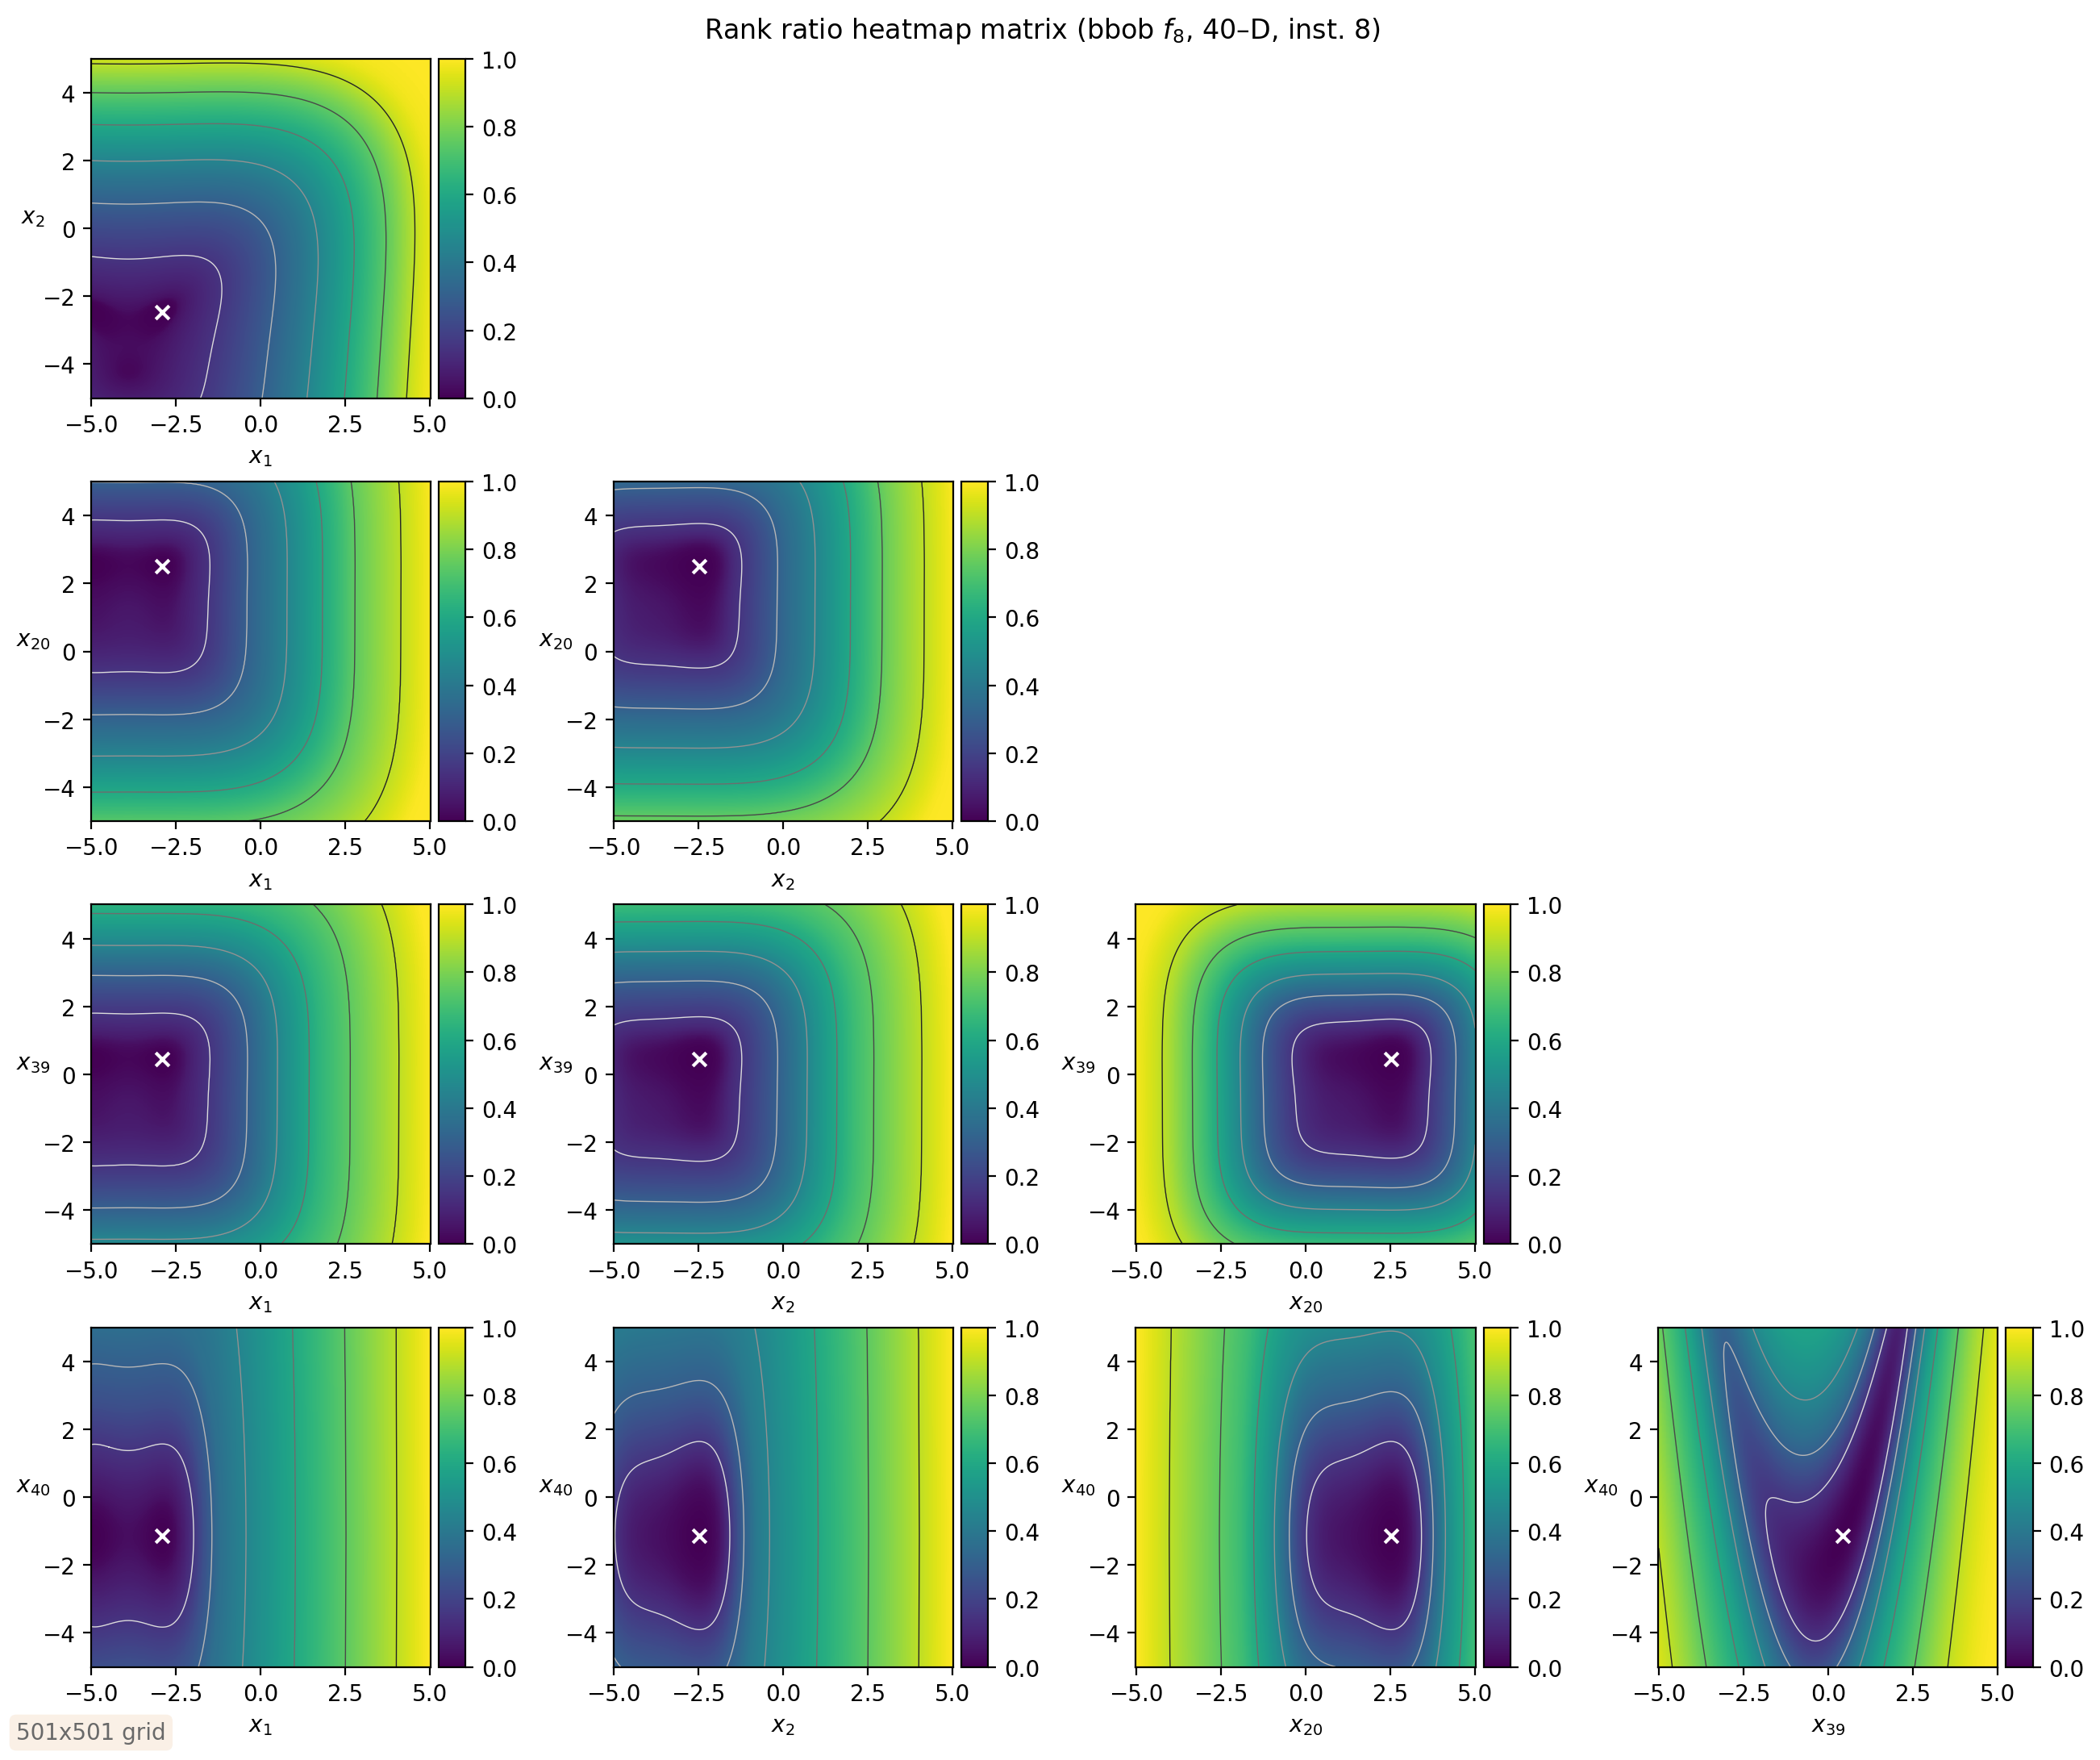 Rank ratio heatmap matrix (bbob f₈, 40–D, inst. 8)
1.0
4
0.8
2
0.6
x₂
0
0.4
−2
0.2
−4
0.0
−5.0 −2.5 0.0 2.5 5.0
x₁
1.0 1.0
4 4
0.8 0.8
2 2
0.6 0.6
x₂₀ x₂₀
0 0
0.4 0.4
−2 −2
0.2 0.2
−4 −4
0.0 0.0
−5.0 −2.5 0.0 2.5 5.0 −5.0 −2.5 0.0 2.5 5.0
x₁ x₂
1.0 1.0 1.0
4 4 4
0.8 0.8 0.8
2 2 2
0.6 0.6 0.6
x₃₉ x₃₉ x₃₉
0 0 0
0.4 0.4 0.4
−2 −2 −2
0.2 0.2 0.2
−4 −4 −4
0.0 0.0 0.0
−5.0 −2.5 0.0 2.5 5.0 −5.0 −2.5 0.0 2.5 5.0 −5.0 −2.5 0.0 2.5 5.0
x₁ x₂ x₂₀
1.0 1.0 1.0 1.0
4 4 4 4
0.8 0.8 0.8 0.8
2 2 2 2
0.6 0.6 0.6 0.6
x₄₀ x₄₀ x₄₀ x₄₀
0 0 0 0
0.4 0.4 0.4 0.4
−2 −2 −2 −2
0.2 0.2 0.2 0.2
−4 −4 −4 −4
0.0 0.0 0.0 0.0
−5.0 −2.5 0.0 2.5 5.0 −5.0 −2.5 0.0 2.5 5.0 −5.0 −2.5 0.0 2.5 5.0 −5.0 −2.5 0.0 2.5 5.0
x₁ x₂ x₂₀ x₃₉
501x501 grid